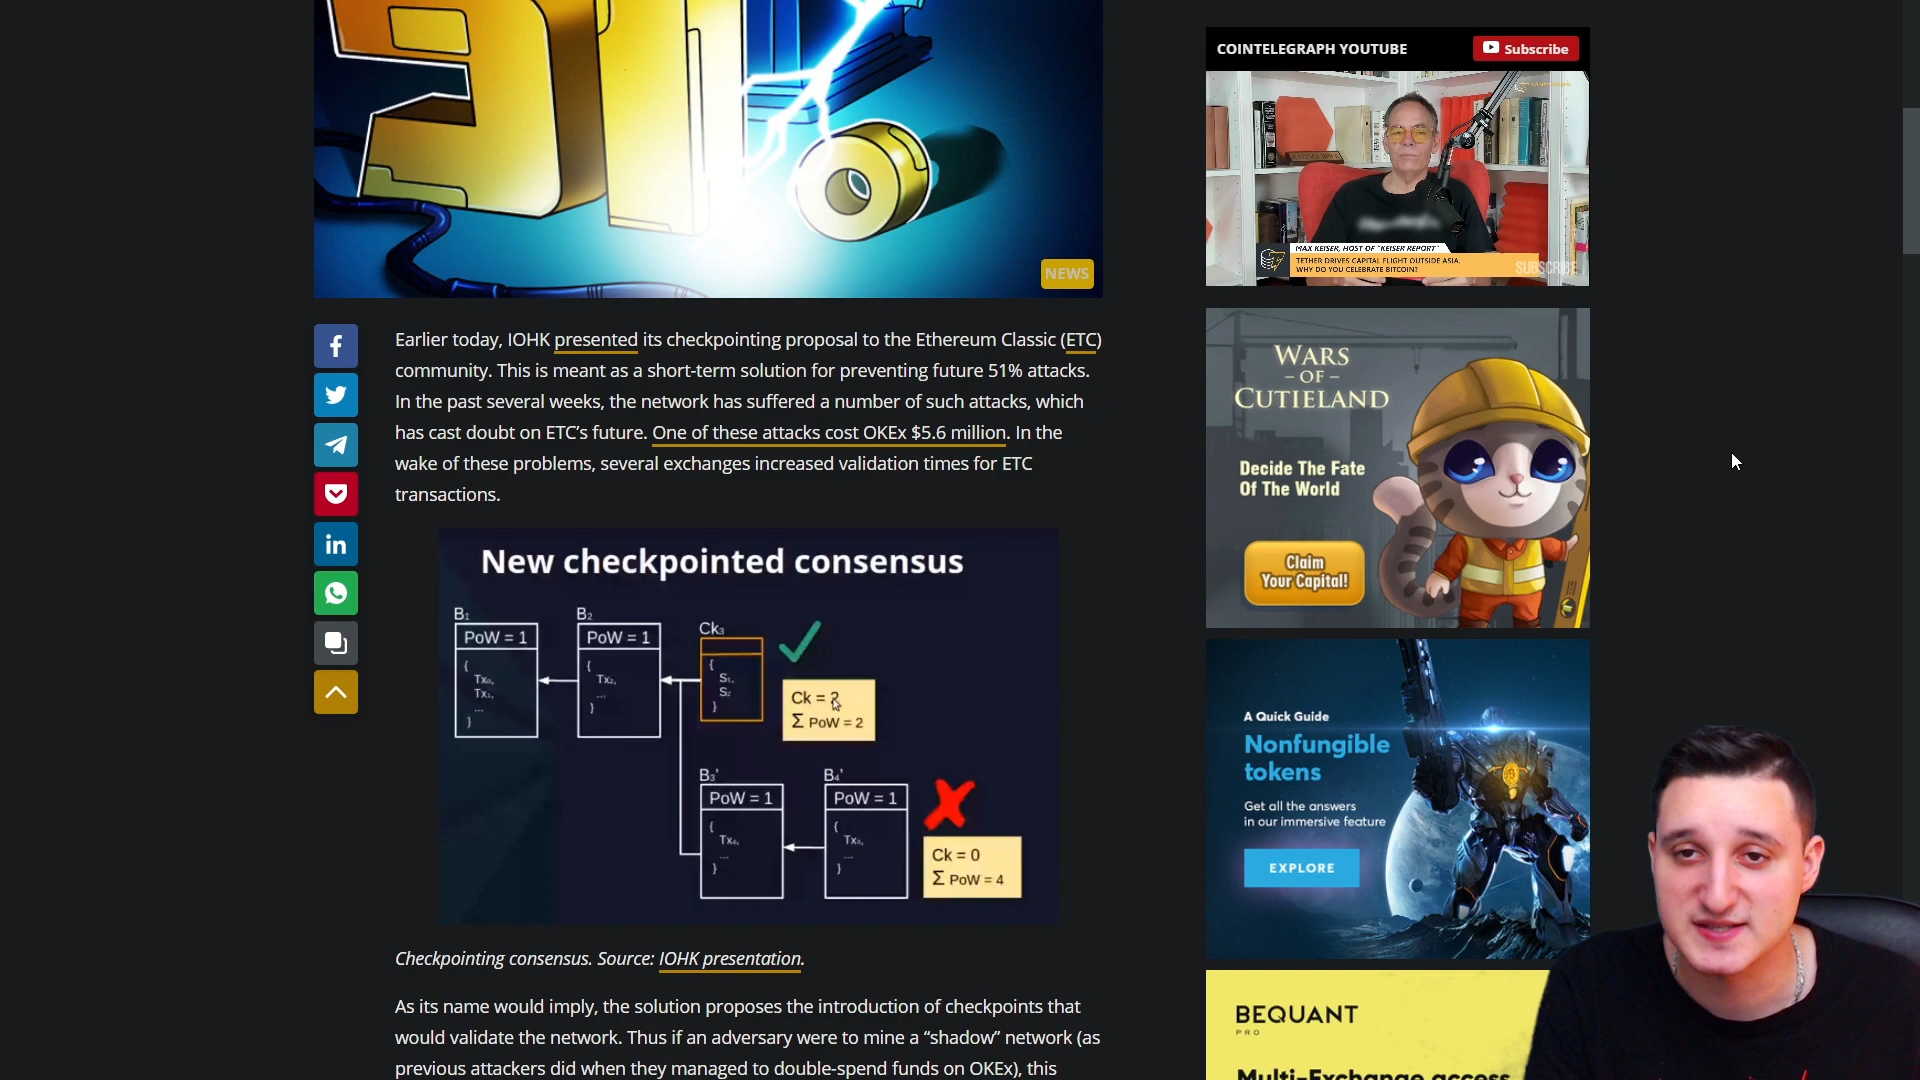 NEWS
Earlier today, IOHK presented its checkpointing proposal to the Ethereum Classic (ETC)
community. This is meant as a short-term solution for preventing future 51% attacks.
In the past several weeks, the network has suffered a number of such attacks, which
has cast doubt on ETC’s future. One of these attacks cost OKEx $5.6 million. In the
wake of these problems, several exchanges increased validation times for ETC
transactions.
New checkpointed consensus
B₁
PoW = 1
{
Tx₀,
Tx₁,
...
}
B₂
PoW = 1
{
Tx₂,
...
}
Ck₃
{
S₁,
S₂
}
Ck = 2
Σ PoW = 2
B₃'
PoW = 1
{
Tx₄,
...
}
B₄'
PoW = 1
{
Tx₃,
...
}
Ck = 0
Σ PoW = 4
Checkpointing consensus. Source: IOHK presentation.
As its name would imply, the solution proposes the introduction of checkpoints that
would validate the network. Thus if an adversary were to mine a “shadow” network (as
previous attackers did when they managed to double-spend funds on OKEx), this
COINTELEGRAPH YOUTUBE
Subscribe
MAX KEISER, HOST OF "KEISER REPORT"
TETHER DRIVES CAPITAL FLIGHT OUTSIDE ASIA.
WHY DO YOU CELEBRATE BITCOIN?
SUBSCRIBE
WARS
- OF -
CUTIELAND
Decide The Fate
Of The World
Claim
Your Capital!
A Quick Guide
Nonfungible
tokens
Get all the answers
in our immersive feature
EXPLORE
BEQUANT
PRO
Multi-Exchange access